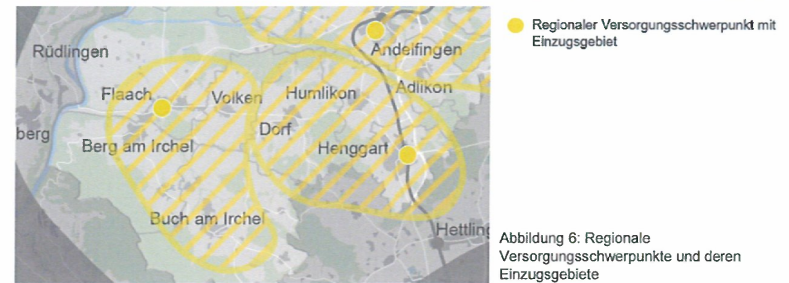 Regionaler Versorgungsschwerpunkt mit
Einzugsgebiet
Rüdlingen
Andelfingen
Flaach
Volken
Humlikon
Adlikon
berg
Dorf
Berg am Irchel
Henggart
Buch am Irchel
Hettling
Abbildung 6: Regionale
Versorgungsschwerpunkte und deren
Einzugsgebiete